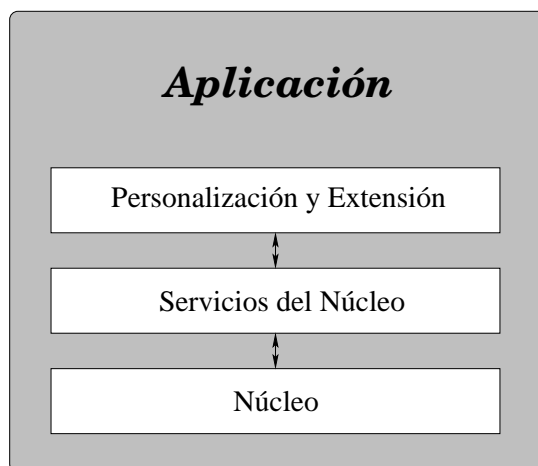 Aplicación
Personalización y Extensión
Servicios del Núcleo
Núcleo